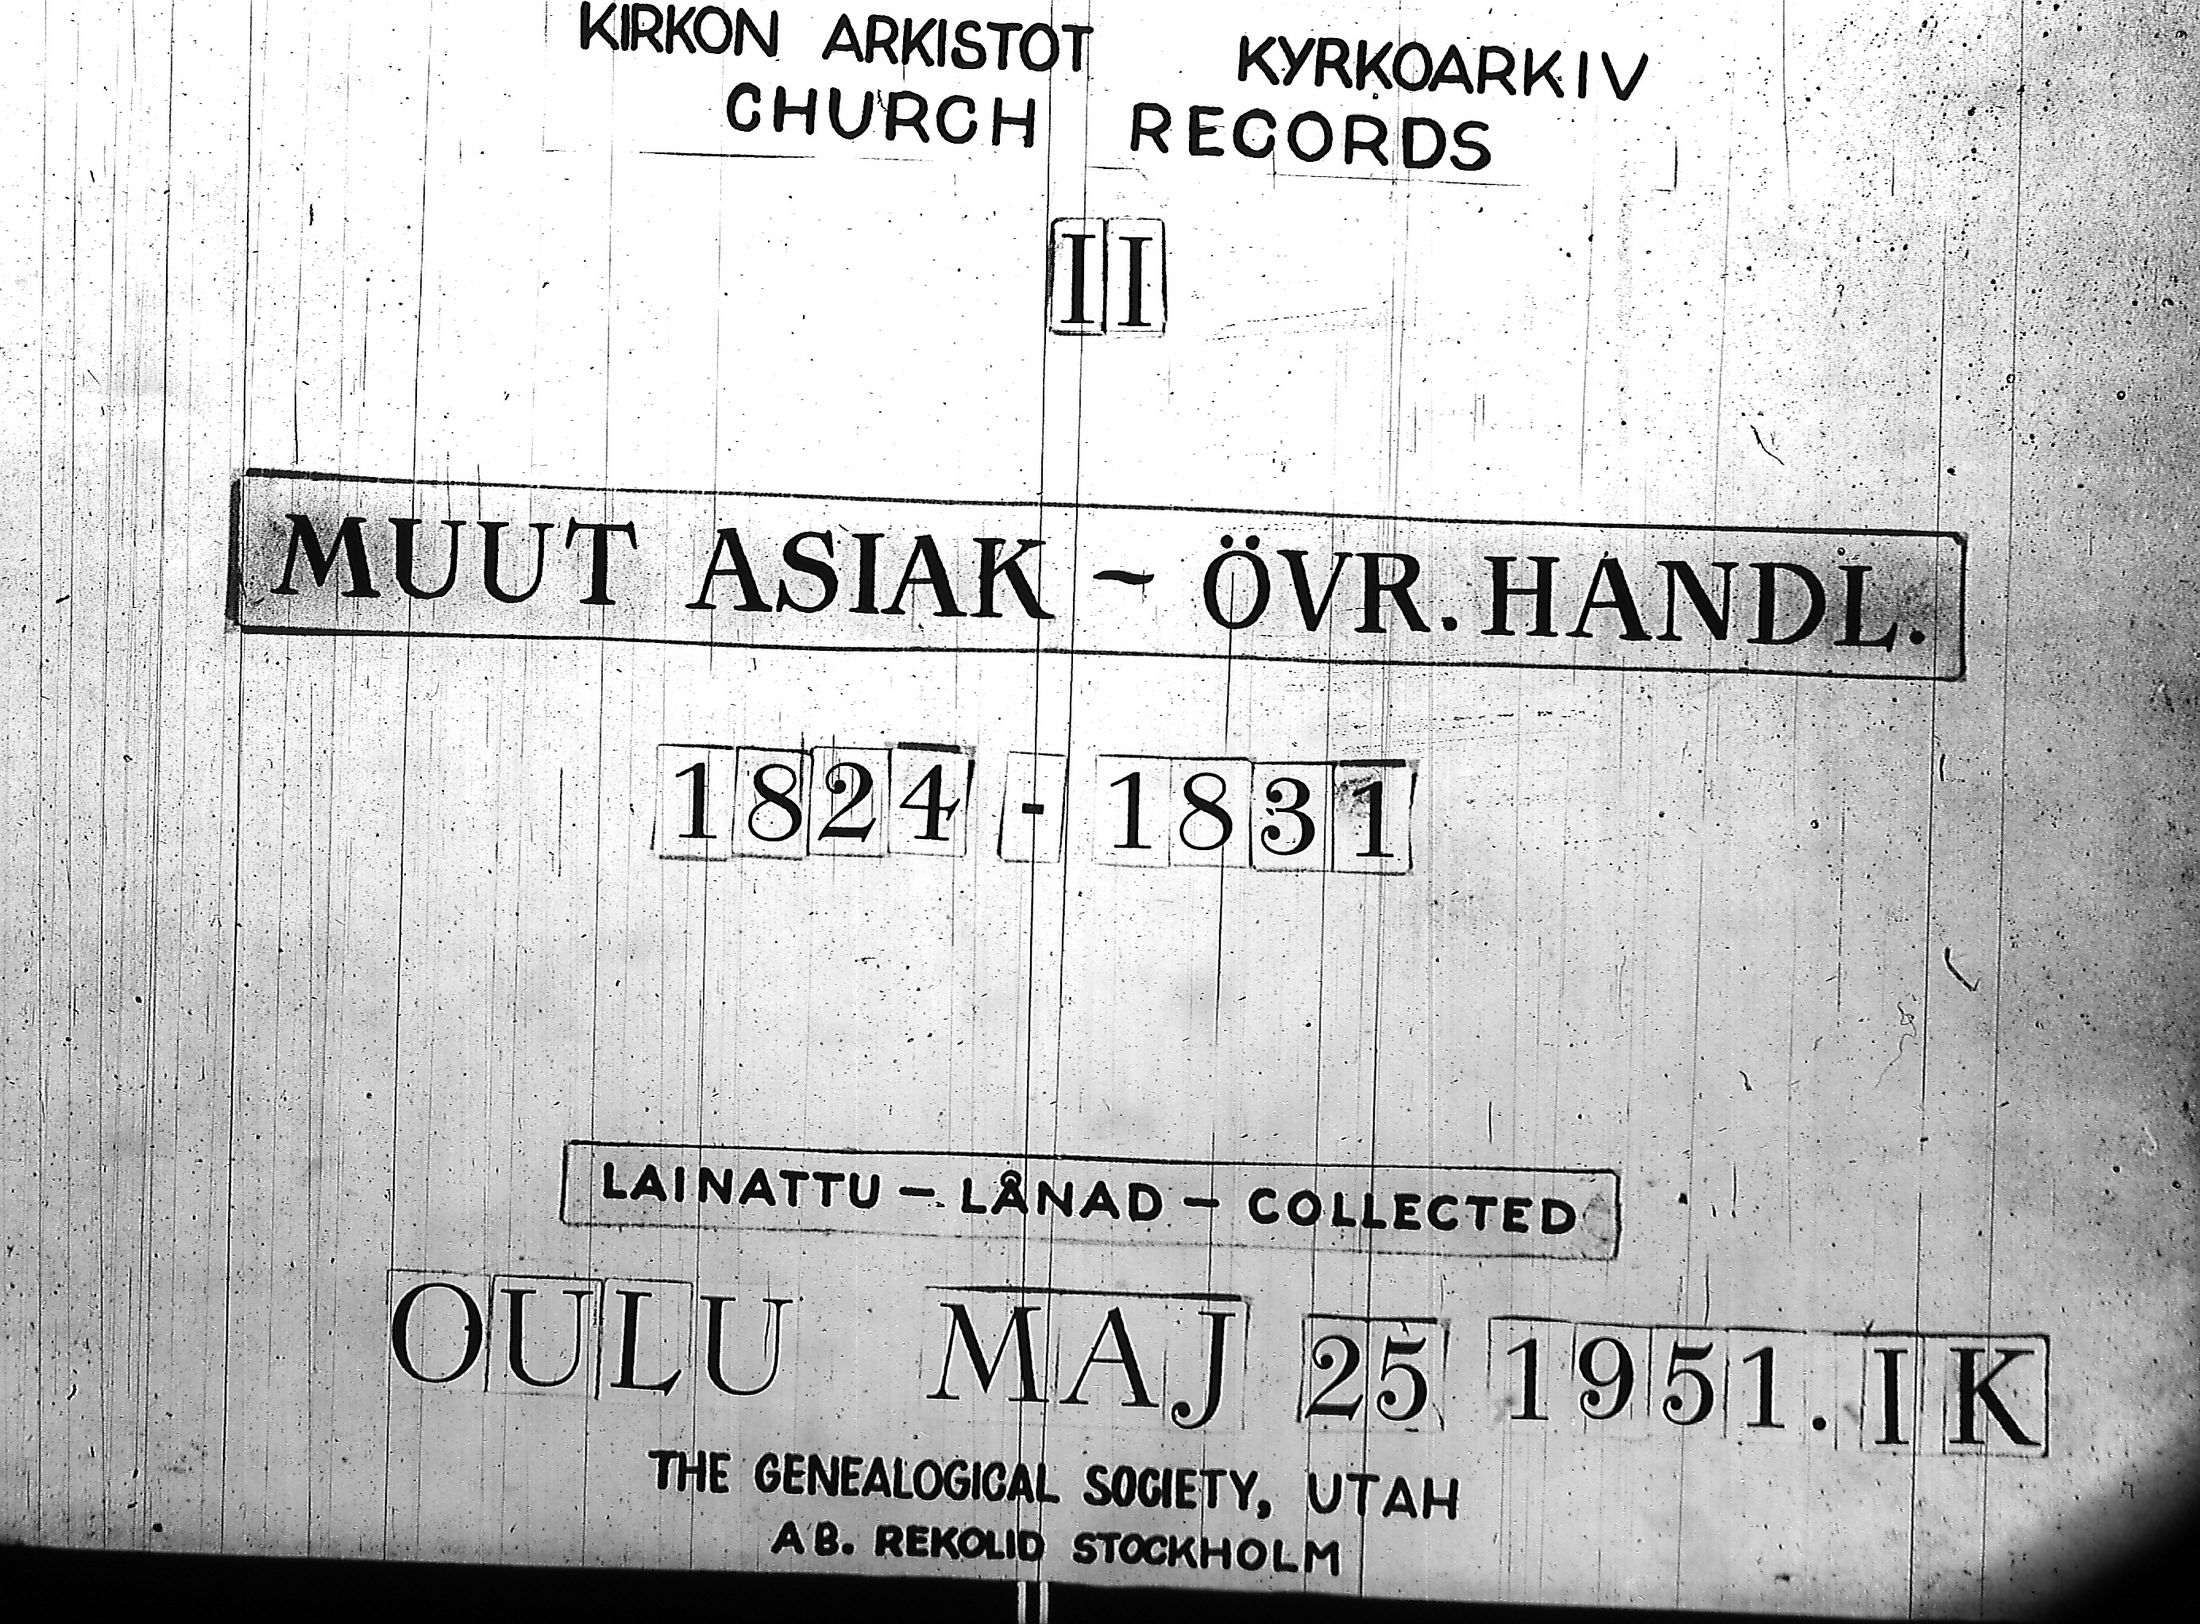 KIRKON ARKISTOT KYRKOARKIV
CHURCH RECORDS
II
MUUT ASIAK - ÖVR. HANDL.
1824 - 1831
LAINATTU - LÅNAD - COLLECTED
OULU MAJ 25 1951. IK
THE GENEALOGICAL SOCIETY, UTAH
AB. REKOLID STOCKHOLM